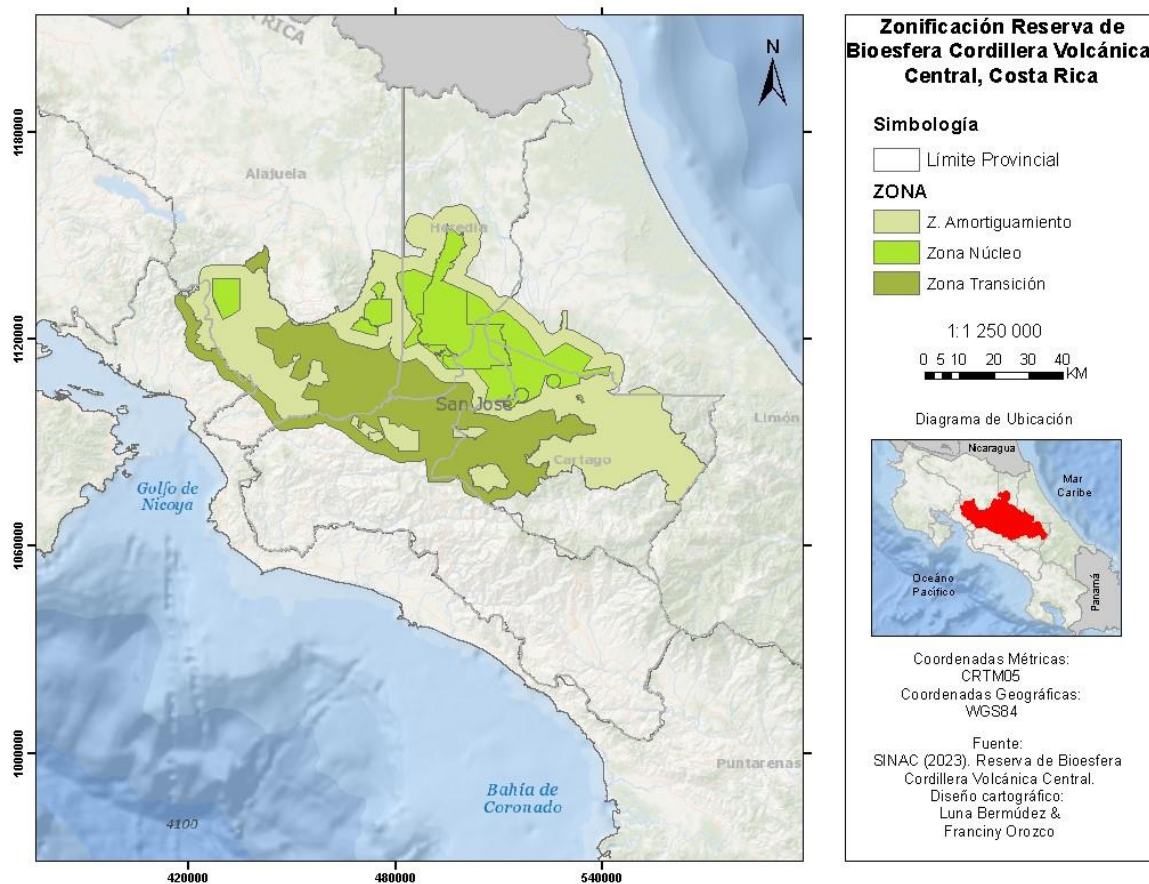 RICA
N
Alajuela
Heredia
San José
Limón
Cartago
Golfo de
Nicoya
Puntarenas
Bahía de
Coronado
4100
1180000
1120000
1060000
1000000
420000
480000
540000
Zonificación Reserva de
Bioesfera Cordillera Volcánica
Central, Costa Rica
Simbología
Límite Provincial
ZONA
Z. Amortiguamiento
Zona Núcleo
Zona Transición
1:1 250 000
0 5 10 20 30 40
KM
Diagrama de Ubicación
Nicaragua
Mar
Caribe
Océano
Pacífico
Panamá
Coordenadas Métricas:
CRTM05
Coordenadas Geográficas:
WGS84
Fuente:
SINAC (2023). Reserva de Bioesfera
Cordillera Volcánica Central.
Diseño cartográfico:
Luna Bermúdez &
Franciny Orozco